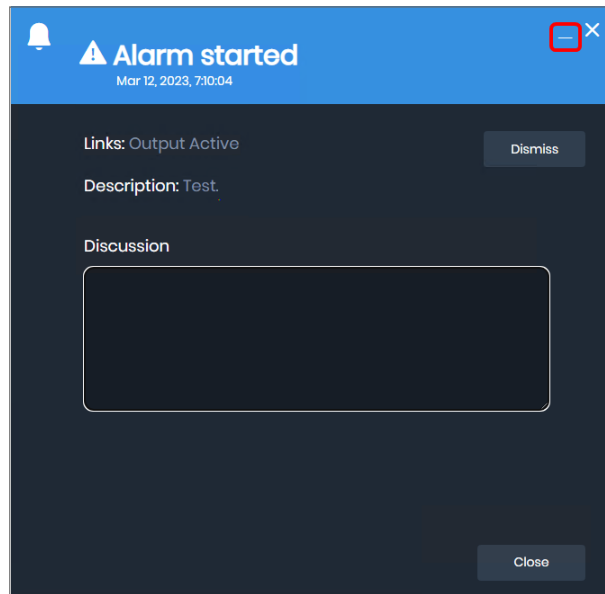 Alarm started
Mar 12, 2023, 7:10:04
Links: Output Active
Dismiss
Description: Test.
Discussion
Close